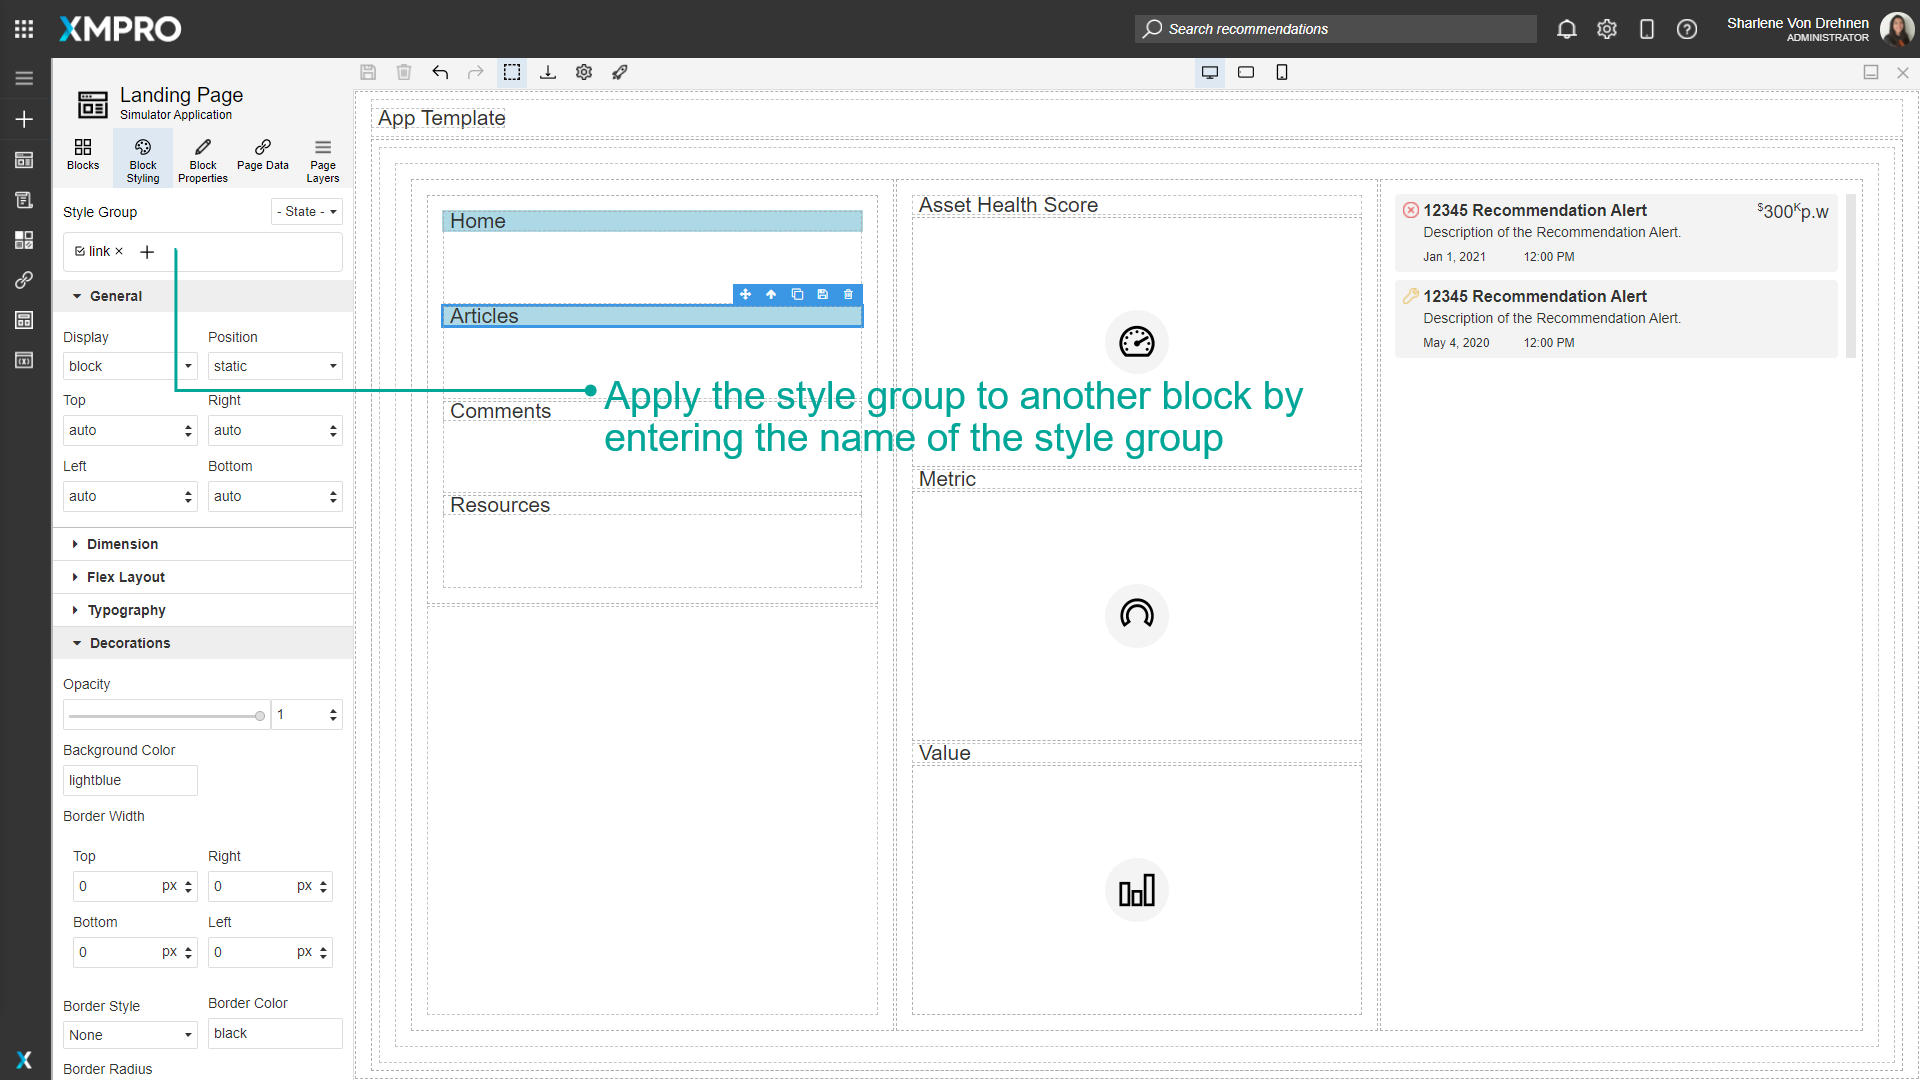 XMPRO
Search recommendations
Sharlene Von Drehnen
ADMINISTRATOR
Landing Page
Simulator Application
Blocks
Block Styling
Block Properties
Page Data
Page Layers
Style Group
- State -
link ×
General
Display
Position
block
static
Top
Right
auto
auto
Left
Bottom
auto
auto
Dimension
Flex Layout
Typography
Decorations
Opacity
1
Background Color
lightblue
Border Width
Top
Right
0 px
0 px
Bottom
Left
0 px
0 px
Border Style
Border Color
None
black
Border Radius
App Template
Home
Articles
Comments
Resources
Apply the style group to another block by
entering the name of the style group
Asset Health Score
Metric
Value
12345 Recommendation Alert
$300Kp.w
Description of the Recommendation Alert.
Jan 1, 2021 12:00 PM
12345 Recommendation Alert
Description of the Recommendation Alert.
May 4, 2020 12:00 PM